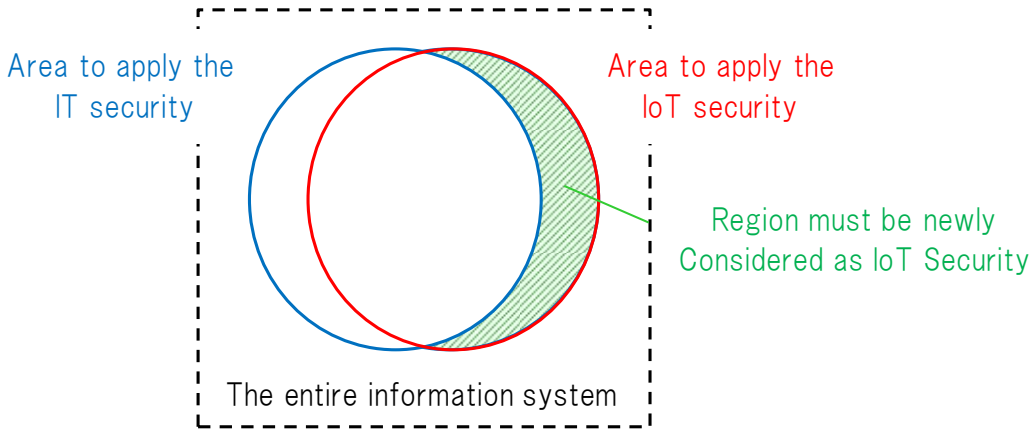 Area to apply the
IT security
Area to apply the
IoT security
Region must be newly
Considered as IoT Security
The entire information system